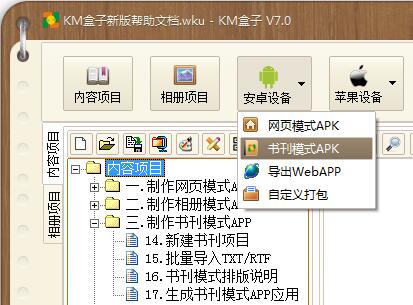 KM盒子新版帮助文档.wku - KM盒子 V7.0
内容项目
相册项目
安卓设备
苹果设备
网页模式APK
书刊模式APK
导出WebAPP
自定义打包
内容项目
相册项目
内容项目
一.制作网页模式A
二.制作相册模式A
三.制作书刊模式APP
14.新建书刊项目
15.批量导入TXT/RTF
16.书刊模式排版说明
17.生成书刊模式APP应用